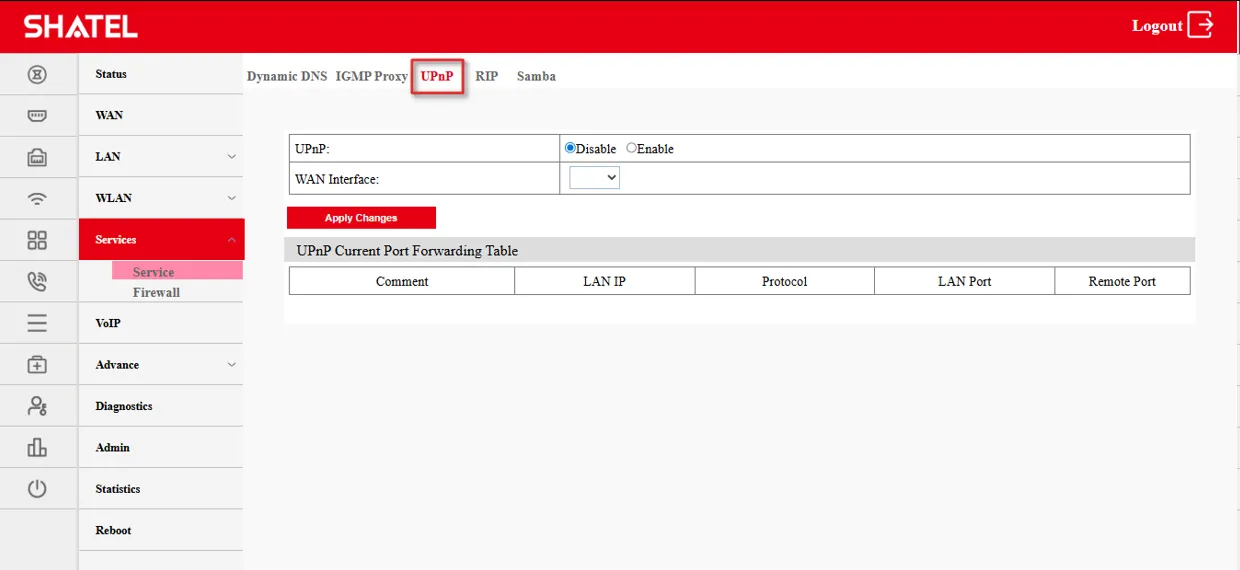 SHATEL
Logout
Status
WAN
LAN
WLAN
Services
Service
Firewall
VoIP
Advance
Diagnostics
Admin
Statistics
Reboot
Dynamic DNS IGMP Proxy UPnP RIP Samba
UPnP: Disable Enable
WAN Interface:
Apply Changes
UPnP Current Port Forwarding Table
Comment LAN IP Protocol LAN Port Remote Port